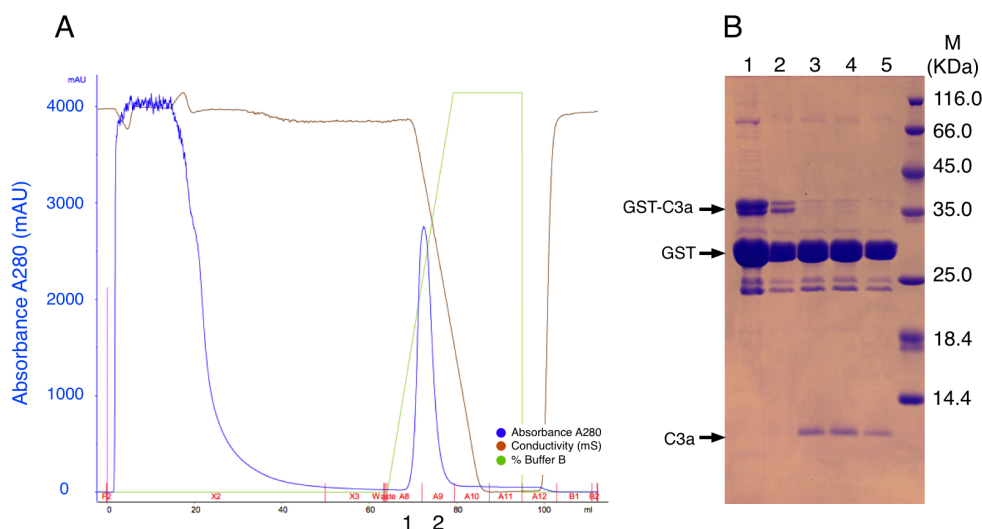 A
mAU
4000
3000
2000
1000
0
Absorbance A280 (mAU)
Absorbance A280
Conductivity (mS)
% Buffer B
F2 X2 X3 Waste A8 A9 A10 A11 A12 B1 B2
0 20 40 60 80 100 ml
1 2
B
1 2 3 4 5
M
(KDa)
116.0
66.0
45.0
GST-C3a
35.0
GST
25.0
18.4
14.4
C3a